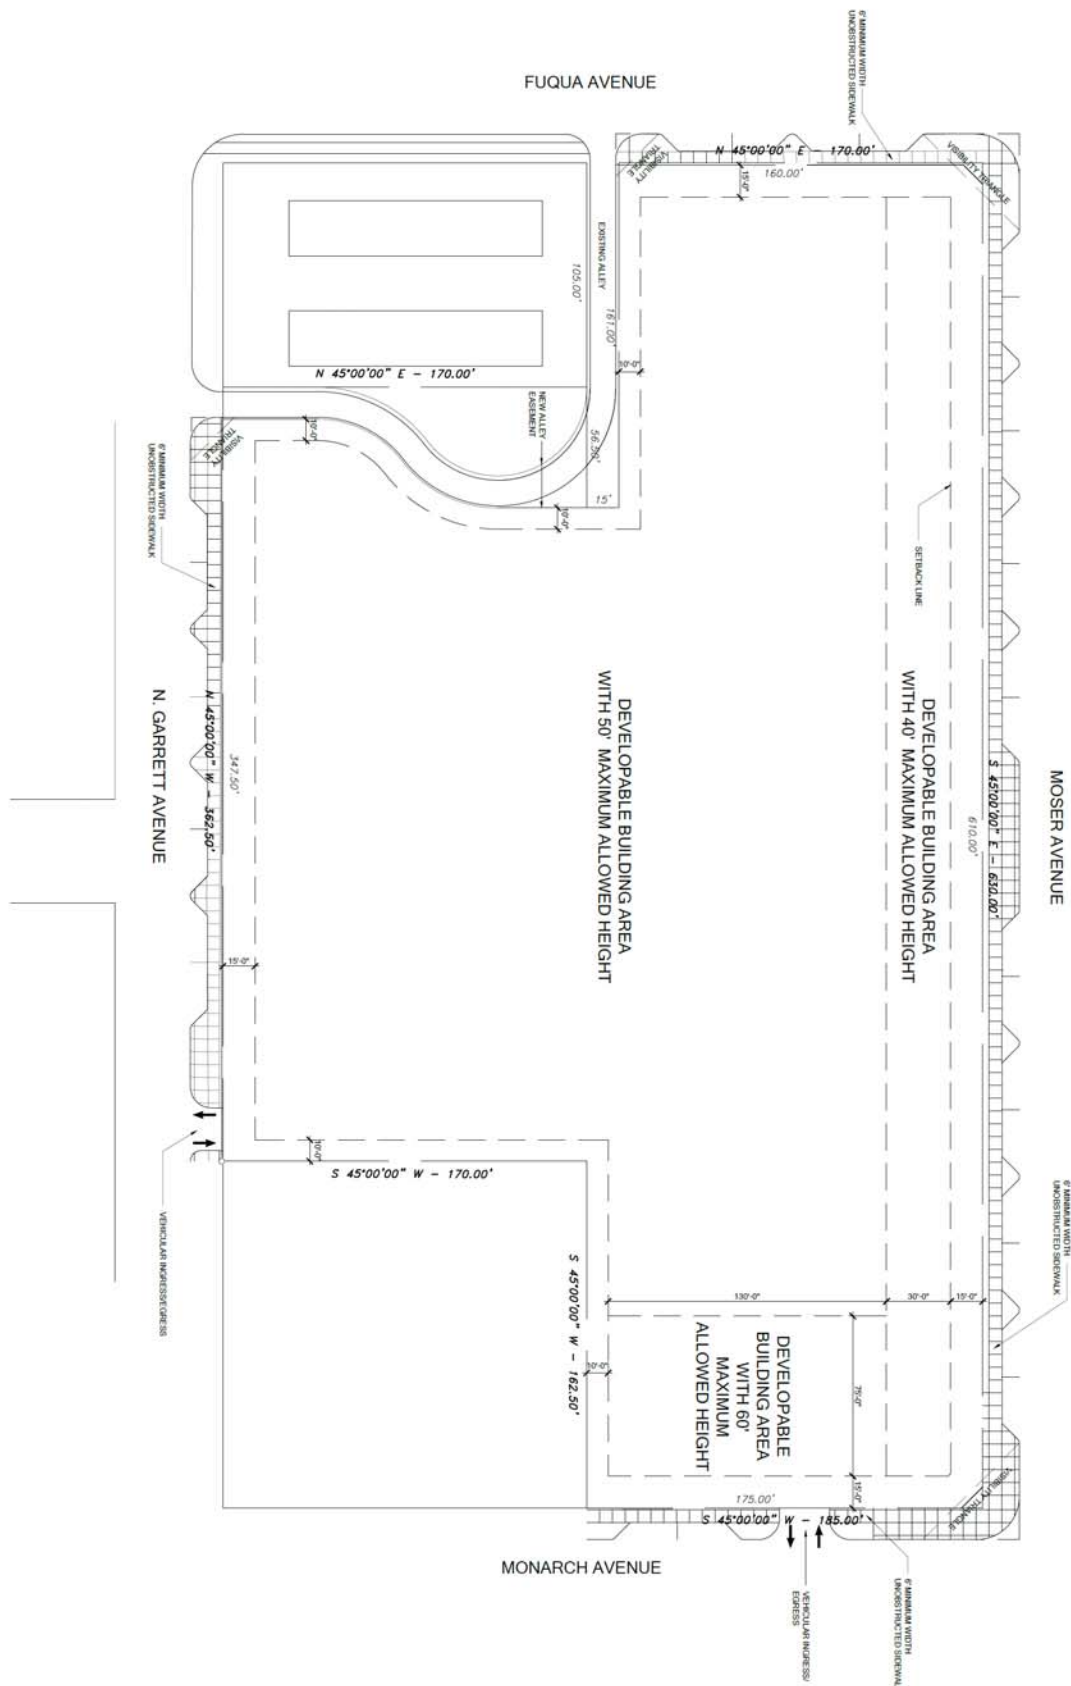 6' MINIMUM WIDTH
UNOBSTRUCTED SIDEWALK
FUQUA AVENUE
N 45°00'00" E - 170.00'
160.00'
15'-0"
VISIBILITY
TRIANGLE
VISIBILITY TRIANGLE
EXISTING ALLEY
105.00'
161.00'
10'-0"
N 45°00'00" E - 170.00'
NEW ALLEY
EASEMENT
56.50'
15'
10'-0"
10'-0"
VISIBILITY
TRIANGLE
6' MINIMUM WIDTH
UNOBSTRUCTED SIDEWALK
SETBACK LINE
DEVELOPABLE BUILDING AREA
WITH 50' MAXIMUM ALLOWED HEIGHT
DEVELOPABLE BUILDING AREA
WITH 40' MAXIMUM ALLOWED HEIGHT
S 45°00'00" E - 630.00'
610.00'
MOSER AVENUE
N. GARRETT AVENUE
N 45°00'00" W - 362.50'
347.50'
15'-0"
10'-0"
S 45°00'00" W - 170.00'
VEHICULAR INGRESS/EGRESS
6' MINIMUM WIDTH
UNOBSTRUCTED SIDEWALK
S 45°00'00" W - 162.50'
130'-0"
30'-0"
15'-0"
10'-0"
DEVELOPABLE
BUILDING AREA
WITH 60'
MAXIMUM
ALLOWED HEIGHT
75'-0"
15'-0"
175.00'
S 45°00'00" W - 185.00'
VISIBILITY TRIANGLE
MONARCH AVENUE
VEHICULAR INGRESS/
EGRESS
6' MINIMUM WIDTH
UNOBSTRUCTED SIDEWAL